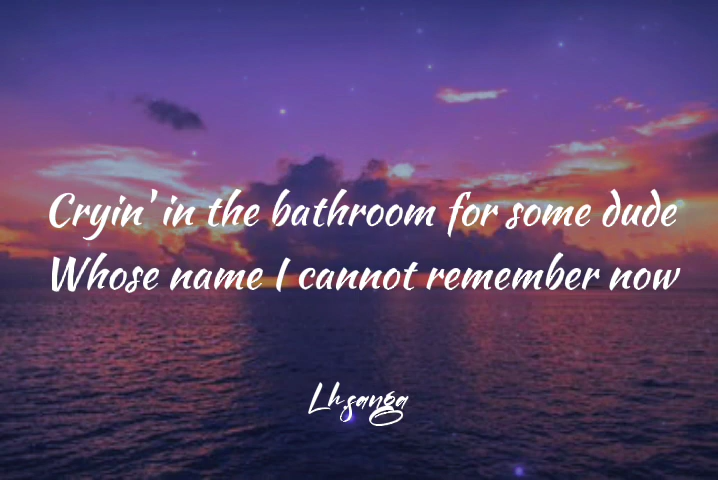 Cryin' in the bathroom for some dude
Whose name I cannot remember now
Lhsanga